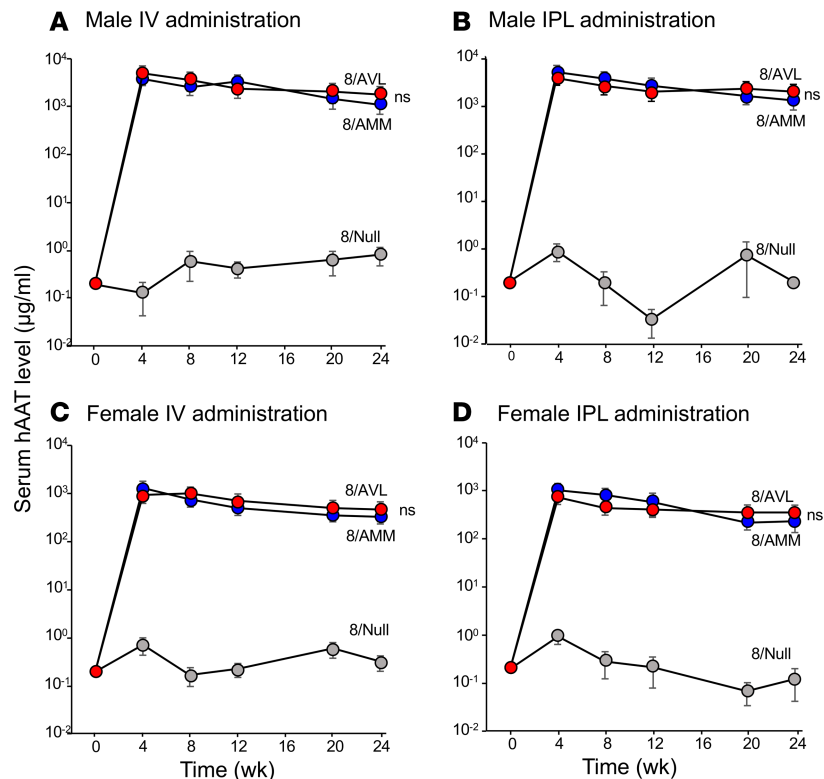 A Male IV administration
10⁴
10³
10²
10¹
10⁰
10⁻¹
10⁻²
8/AVL
ns
8/AMM
8/Null
0 4 8 12 16 20 24
B Male IPL administration
10⁴
10³
10²
10¹
10⁰
10⁻¹
10⁻²
8/AVL
ns
8/AMM
8/Null
0 4 8 12 16 20 24
Serum hAAT level (μg/ml)
C Female IV administration
10⁴
10³
10²
10¹
10⁰
10⁻¹
10⁻²
8/AVL
ns
8/AMM
8/Null
0 4 8 12 16 20 24
Time (wk)
D Female IPL administration
10⁴
10³
10²
10¹
10⁰
10⁻¹
10⁻²
8/AVL
ns
8/AMM
8/Null
0 4 8 12 16 20 24
Time (wk)